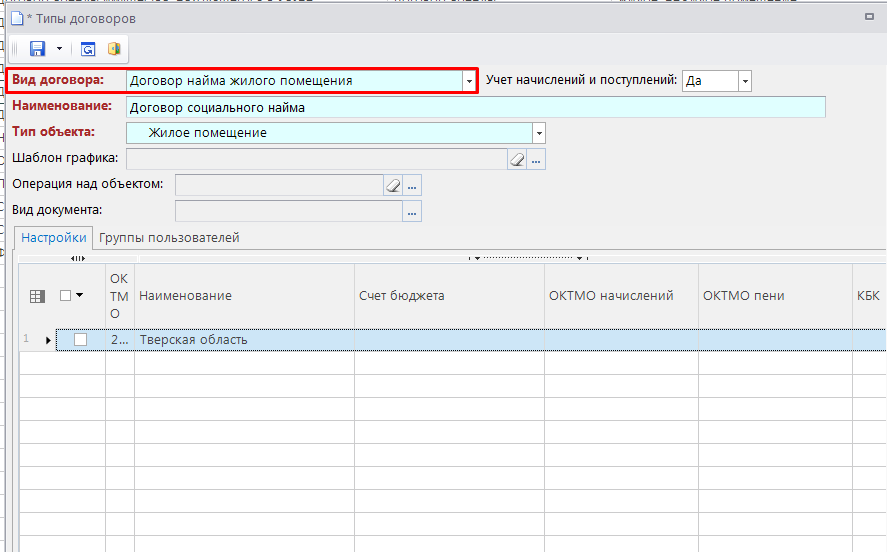 * Типы договоров
Вид договора: Договор найма жилого помещения Учет начислений и поступлений: Да
Наименование: Договор социального найма
Тип объекта: Жилое помещение
Шаблон графика: ...
Операция над объектом: ...
Вид документа: ...
Настройки Группы пользователей
ОКТМО Наименование Счет бюджета ОКТМО начислений ОКТМО пени КБК
1 2... Тверская область